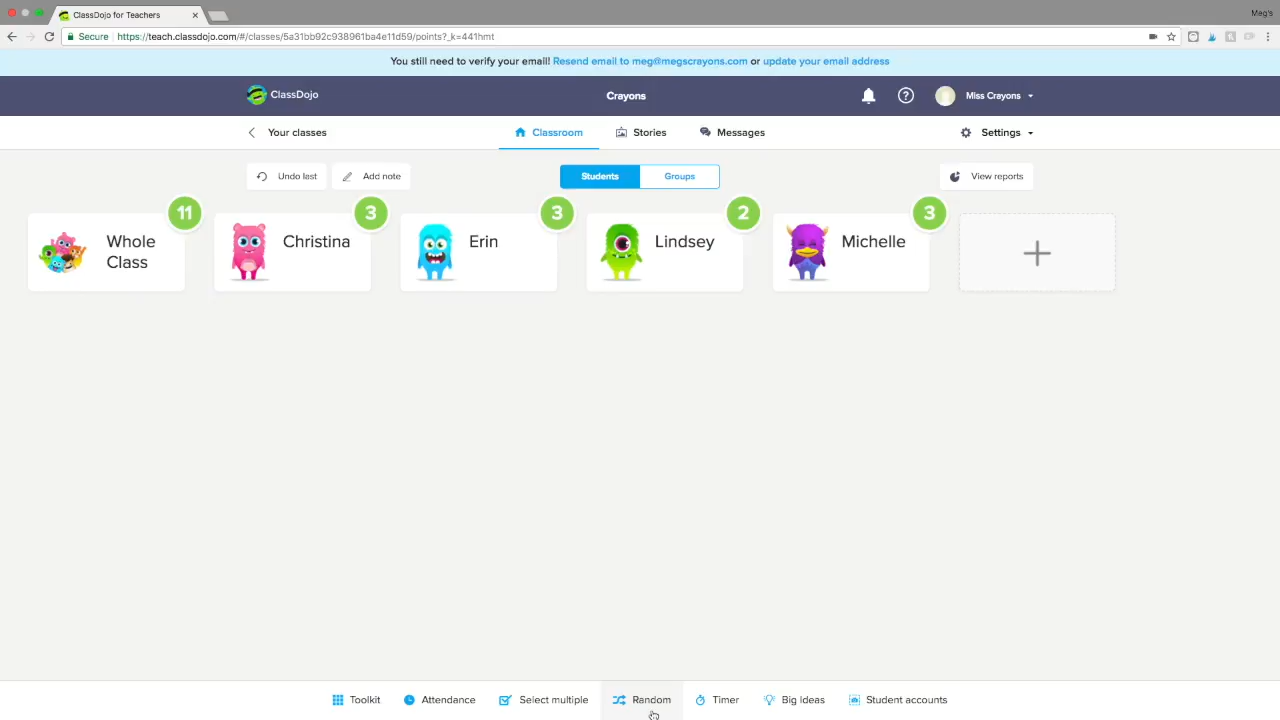 ClassDojo for Teachers
Meg's
Secure https://teach.classdojo.com/#/classes/5a31bb92c938961ba4e11d59/points?_k=441hmt
You still need to verify your email! Resend email to meg@megscrayons.com or update your email address
ClassDojo Crayons Miss Crayons
Your classes Classroom Stories Messages Settings
Undo last Add note Students Groups View reports
11 3 3 2 3
Whole Class
Christina
Erin
Lindsey
Michelle
Toolkit Attendance Select multiple Random Timer Big Ideas Student accounts